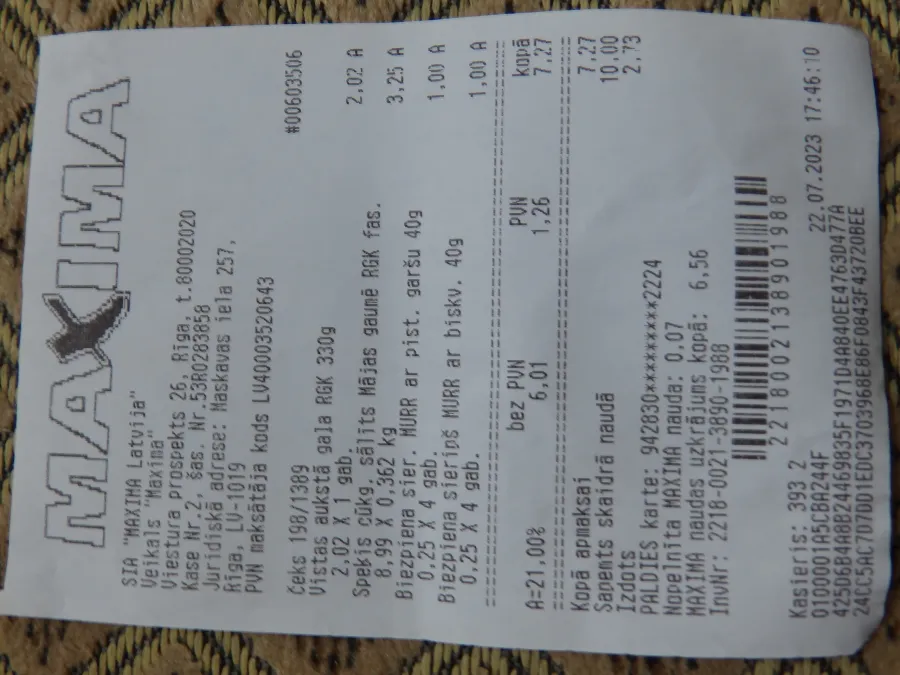 MAXIMA
SIA "MAXIMA Latvija"
Veikals "Maxima"
Viestura prospekts 26, Rīga, t.80002020
Kase Nr.2, šas. Nr.53R0283858
Juridiskā adrese: Maskavas iela 257,
Rīga, LV-1019
PVN maksātāja kods LV40003520643
#00603506
Čeks 198/1389
Vistas aukstā gaļa RGK 330g
2,02 X 1 gab. 2,02 A
Speķis cūkg. sālīts Mājas gaumē RGK fas.
8,99 X 0,362 kg 3,25 A
Biezpiena sier. MURR ar pist. garšu 40g
0,25 X 4 gab. 1,00 A
Biezpiena sieriņš MURR ar biskv. 40g
0,25 X 4 gab. 1,00 A
bez PVN PVN kopā
A=21,00% 6,01 1,26 7,27
Kopā apmaksai 7,27
Saņemts skaidrā naudā 10,00
Izdots 2,73
PALDIES karte: 942830*********2224
Nopelnīta MAXIMA nauda: 0,07
MAXIMA naudas uzkrājums kopā: 6,56
InvNr: 2218-0021-3890-1988
2218002138901988
Kasieris: 393 2 22.07.2023 17:46:10